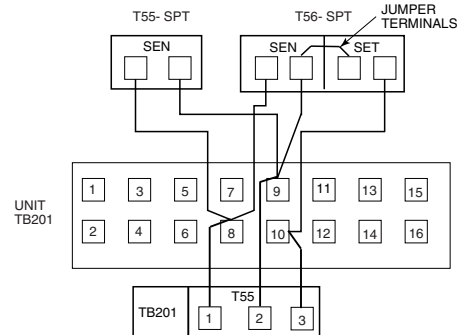 T55- SPT
T56- SPT
JUMPER
TERMINALS
SEN
SEN
SET
UNIT
TB201
1 3 5 7 9 11 13 15
2 4 6 8 10 12 14 16
TB201
T55
1 2 3